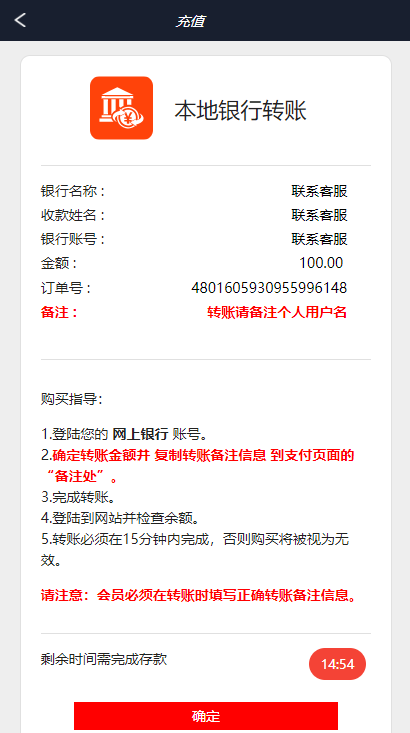 充值
本地银行转账
银行名称 : 联系客服
收款姓名 : 联系客服
银行账号 : 联系客服
金额 : 100.00
订单号 : 4801605930955996148
备注 : 转账请备注个人用户名
购买指导:
1.登陆您的 网上银行 账号。
2.确定转账金额并 复制转账备注信息 到支付页面的
“备注处”。
3.完成转账。
4.登陆到网站并检查余额。
5.转账必须在15分钟内完成，否则购买将被视为无
效。
请注意：会员必须在转账时填写正确转账备注信息。
剩余时间需完成存款 14:54
确定